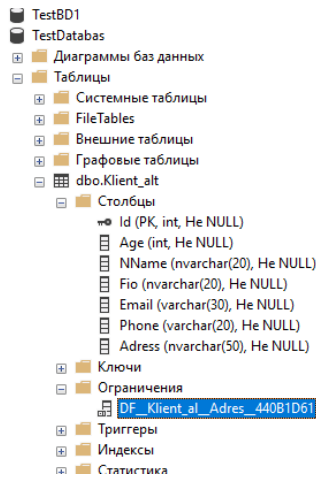 TestBD1
TestDatabas
Диаграммы баз данных
Таблицы
Системные таблицы
FileTables
Внешние таблицы
Графовые таблицы
dbo.Klient_alt
Столбцы
Id (PK, int, Не NULL)
Age (int, Не NULL)
NName (nvarchar(20), Не NULL)
Fio (nvarchar(20), Не NULL)
Email (varchar(30), Не NULL)
Phone (varchar(20), Не NULL)
Adress (nvarchar(50), Не NULL)
Ключи
Ограничения
DF__Klient_al__Adres__440B1D61
Триггеры
Индексы
Статистика